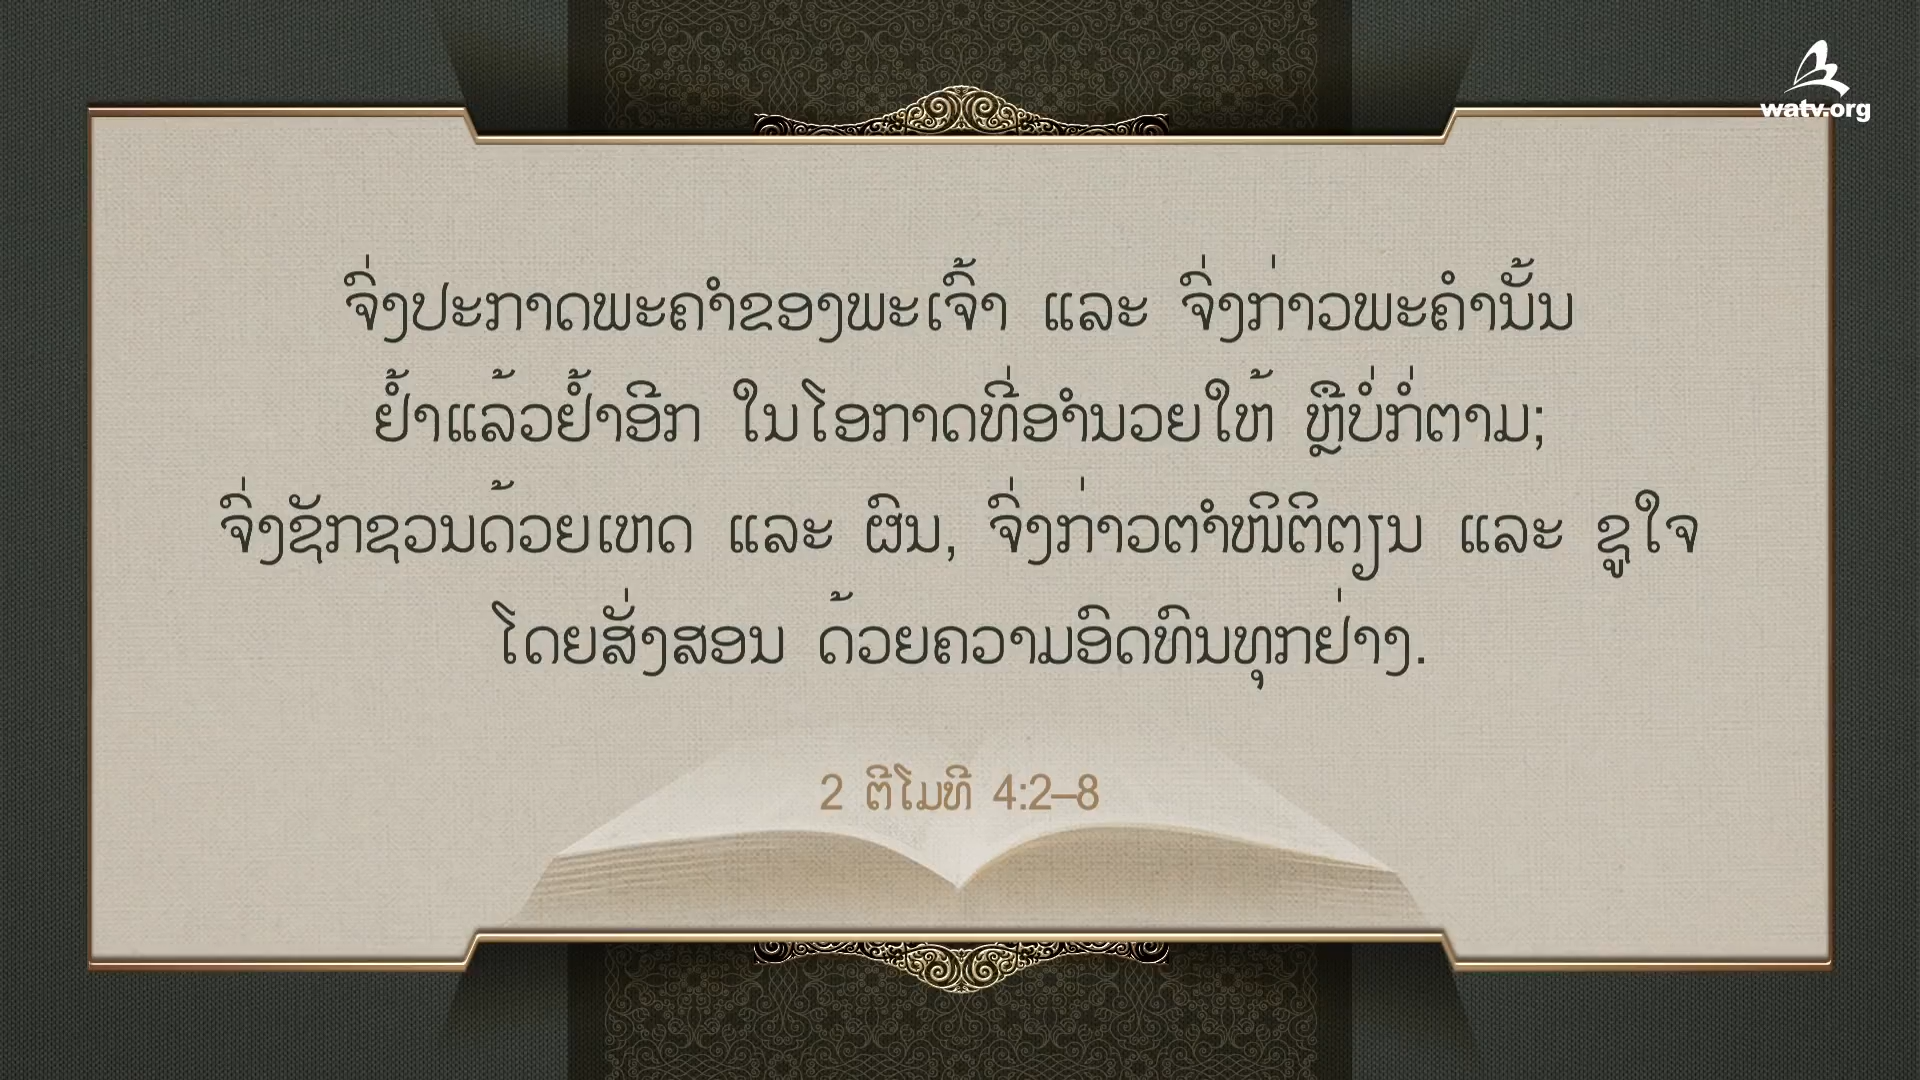 watv.org
ຈົ່ງປະກາດພະຄຳຂອງພະເຈົ້າ ແລະ ຈົ່ງກ່າວພະຄຳນັ້ນ
ຢ້ຳແລ້ວຢ້ຳອີກ ໃນໂອກາດທີ່ອຳນວຍໃຫ້ ຫຼືບໍ່ກໍ່ຕາມ;
ຈົ່ງຊັກຊວນດ້ວຍເຫດ ແລະ ຜົນ, ຈົ່ງກ່າວຕຳໜິຕິຕຽນ ແລະ ຊູໃຈ
ໂດຍສັ່ງສອນ ດ້ວຍຄວາມອົດທົນທຸກຢ່າງ.
2 ຕີໂມທີ 4:2–8